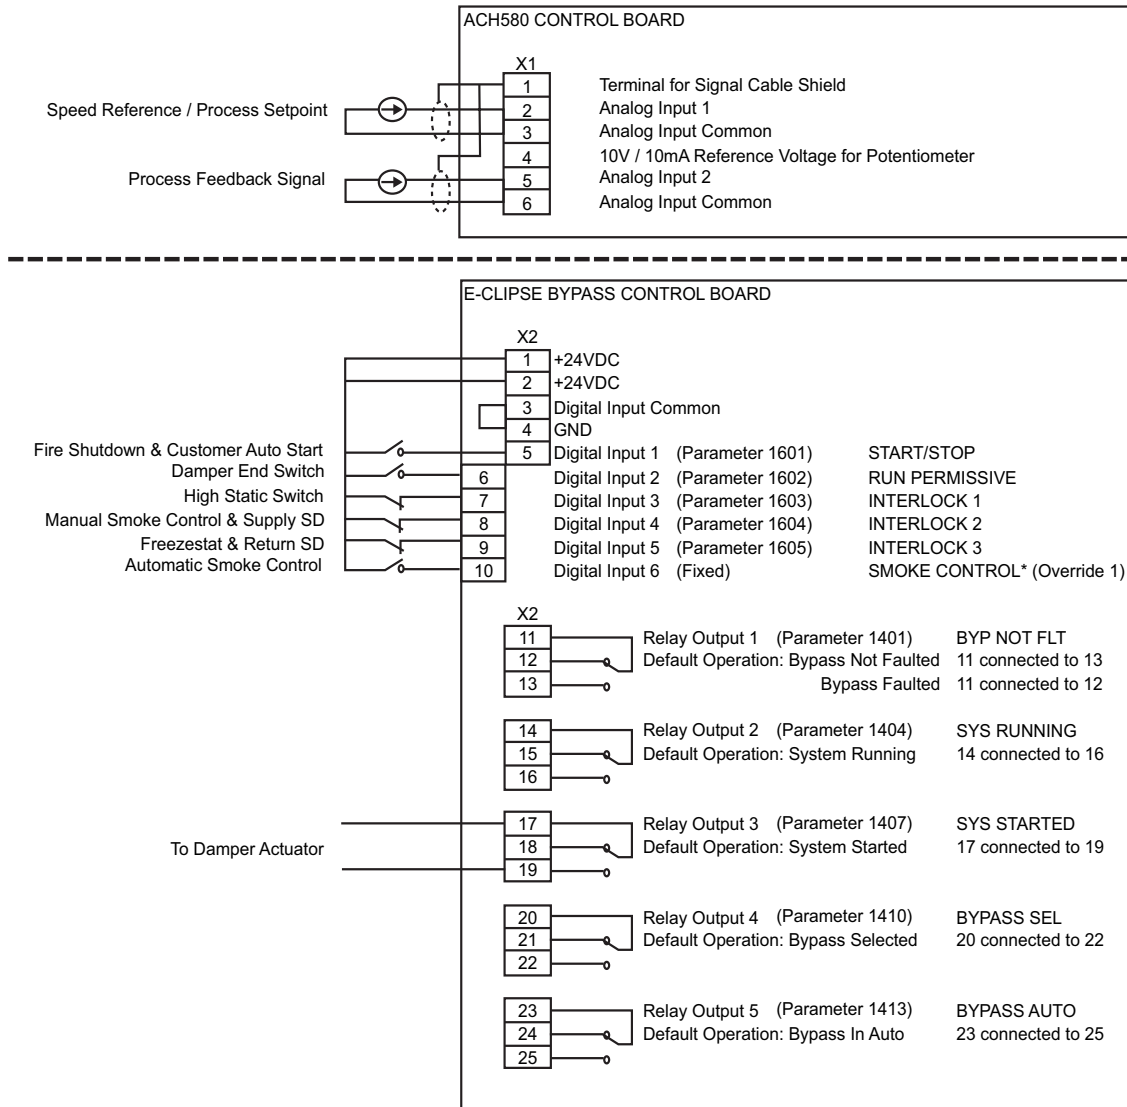 ACH580 CONTROL BOARD
X1
1 Terminal for Signal Cable Shield
Speed Reference / Process Setpoint 2 Analog Input 1
3 Analog Input Common
4 10V / 10mA Reference Voltage for Potentiometer
Process Feedback Signal 5 Analog Input 2
6 Analog Input Common
E-CLIPSE BYPASS CONTROL BOARD
X2
1 +24VDC
2 +24VDC
3 Digital Input Common
4 GND
Fire Shutdown & Customer Auto Start 5 Digital Input 1 (Parameter 1601) START/STOP
Damper End Switch 6 Digital Input 2 (Parameter 1602) RUN PERMISSIVE
High Static Switch 7 Digital Input 3 (Parameter 1603) INTERLOCK 1
Manual Smoke Control & Supply SD 8 Digital Input 4 (Parameter 1604) INTERLOCK 2
Freezestat & Return SD 9 Digital Input 5 (Parameter 1605) INTERLOCK 3
Automatic Smoke Control 10 Digital Input 6 (Fixed) SMOKE CONTROL* (Override 1)
X2
11 Relay Output 1 (Parameter 1401) BYP NOT FLT
12 Default Operation: Bypass Not Faulted 11 connected to 13
13 Bypass Faulted 11 connected to 12
14 Relay Output 2 (Parameter 1404) SYS RUNNING
15 Default Operation: System Running 14 connected to 16
16
17 Relay Output 3 (Parameter 1407) SYS STARTED
To Damper Actuator 18 Default Operation: System Started 17 connected to 19
19
20 Relay Output 4 (Parameter 1410) BYPASS SEL
21 Default Operation: Bypass Selected 20 connected to 22
22
23 Relay Output 5 (Parameter 1413) BYPASS AUTO
24 Default Operation: Bypass In Auto 23 connected to 25
25